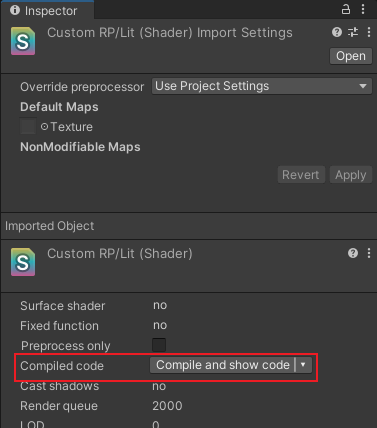 Inspector
Custom RP/Lit (Shader) Import Settings
Open
Override preprocessor Use Project Settings
Default Maps
Texture
NonModifiable Maps
Revert Apply
Imported Object
Custom RP/Lit (Shader)
Surface shader no
Fixed function no
Preprocess only
Compiled code Compile and show code
Cast shadows no
Render queue 2000
LOD 0